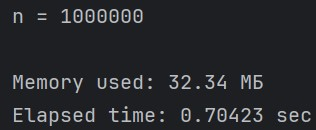 n = 1000000
Memory used: 32.34 МБ
Elapsed time: 0.70423 sec